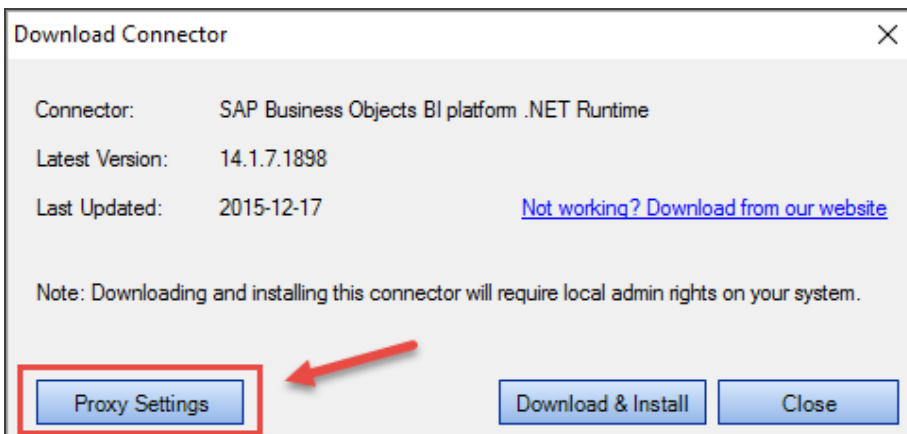 Download Connector
Connector: SAP Business Objects BI platform .NET Runtime
Latest Version: 14.1.7.1898
Last Updated: 2015-12-17 Not working? Download from our website
Note: Downloading and installing this connector will require local admin rights on your system.
Proxy Settings Download & Install Close